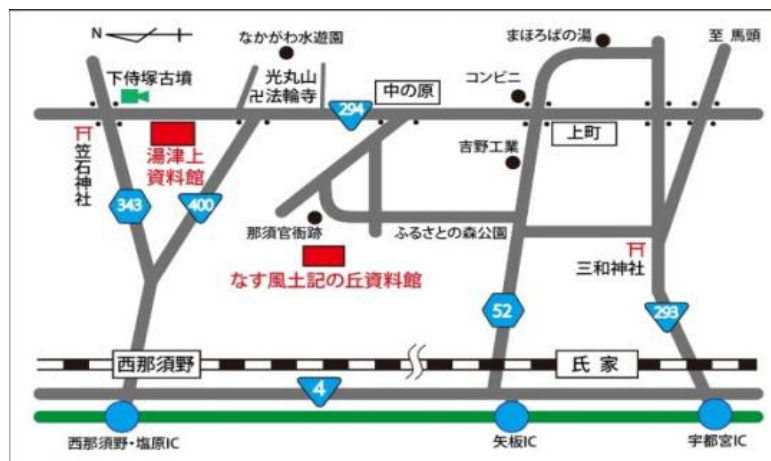 N
なかがわ水遊園
まほろばの湯
至 馬頭
下侍塚古墳
光丸山
卍法輪寺
中の原
コンビニ
294
上町
笠石神社
湯津上
資料館
吉野工業
343
400
那須官衙跡
ふるさとの森公園
三和神社
なす風土記の丘資料館
52
293
西那須野
氏家
4
西那須野・塩原IC
矢板IC
宇都宮IC